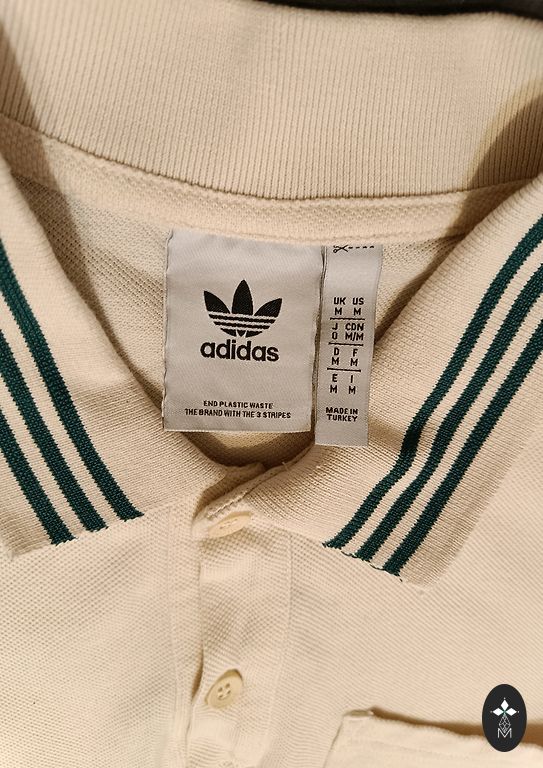 adidas
END PLASTIC WASTE
THE BRAND WITH THE 3 STRIPES
UK US
M M
J CDN
O M/M
D F
M M
E I
M M
MADE IN
TURKEY